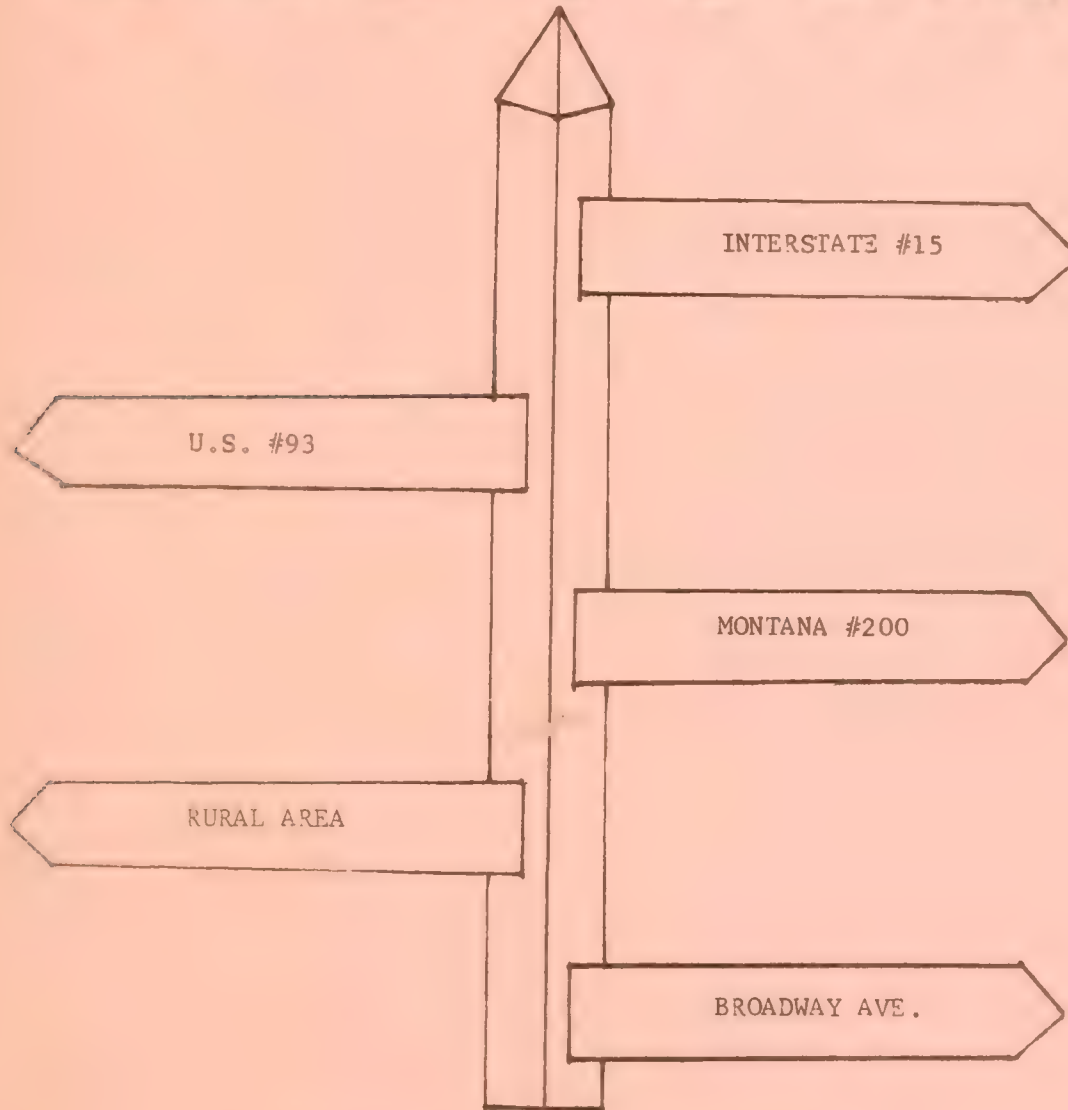 INTERSTATE #15
U.S. #93
MONTANA #200
RURAL AREA
BROADWAY AVE.